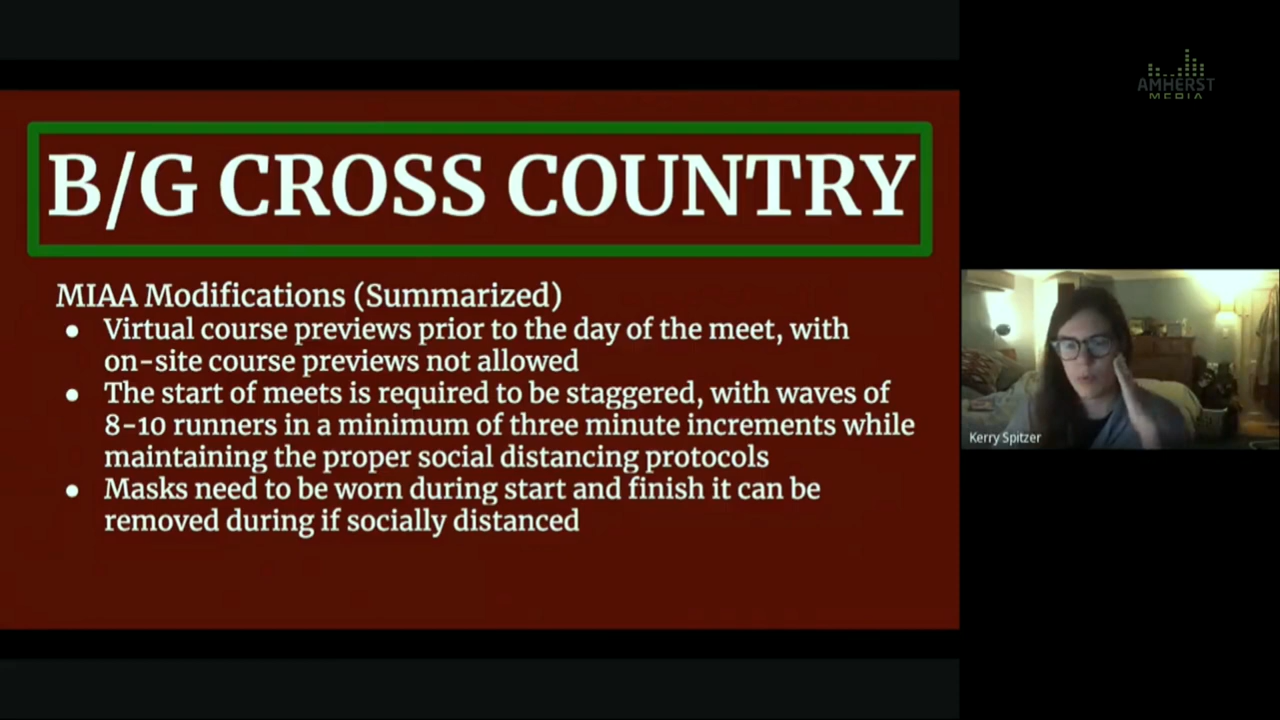 AMHERST
MEDIA
B/G CROSS COUNTRY
MIAA Modifications (Summarized)
● Virtual course previews prior to the day of the meet, with
on-site course previews not allowed
● The start of meets is required to be staggered, with waves of
8-10 runners in a minimum of three minute increments while
maintaining the proper social distancing protocols
● Masks need to be worn during start and finish it can be
removed during if socially distanced
Kerry Spitzer